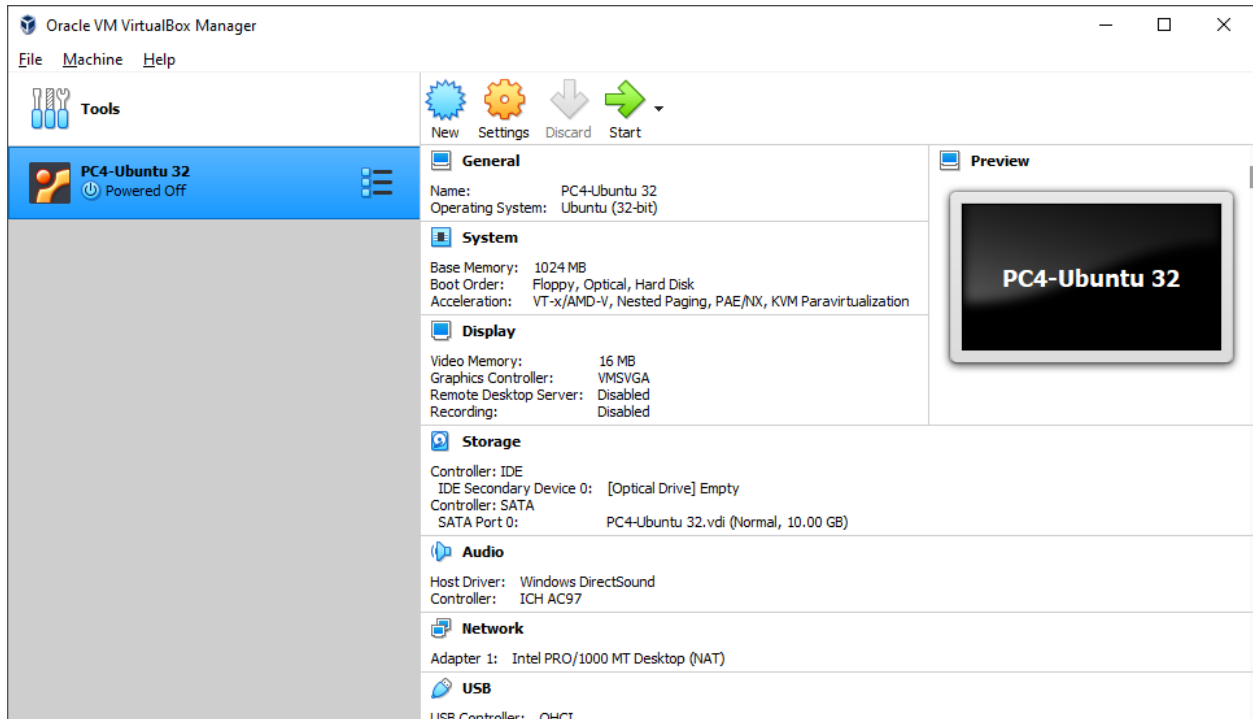 Oracle VM VirtualBox Manager
File Machine Help
Tools
PC4-Ubuntu 32
Powered Off
New Settings Discard Start
General
Name: PC4-Ubuntu 32
Operating System: Ubuntu (32-bit)
System
Base Memory: 1024 MB
Boot Order: Floppy, Optical, Hard Disk
Acceleration: VT-x/AMD-V, Nested Paging, PAE/NX, KVM Paravirtualization
Display
Video Memory: 16 MB
Graphics Controller: VMSVGA
Remote Desktop Server: Disabled
Recording: Disabled
Preview
PC4-Ubuntu 32
Storage
Controller: IDE
IDE Secondary Device 0: [Optical Drive] Empty
Controller: SATA
SATA Port 0: PC4-Ubuntu 32.vdi (Normal, 10.00 GB)
Audio
Host Driver: Windows DirectSound
Controller: ICH AC97
Network
Adapter 1: Intel PRO/1000 MT Desktop (NAT)
USB
USB Controller: OHCI